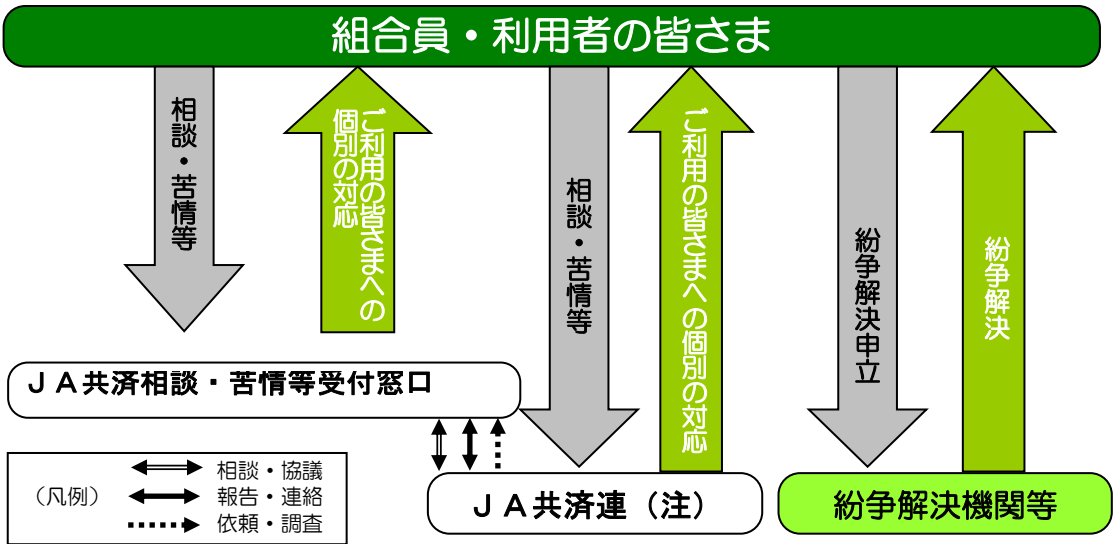 組合員・利用者の皆さま
相談・苦情等
ご利用の皆さまへの
個別の対応
相談・苦情等
ご利用の皆さまへの個別の対応
紛争解決申立
紛争解決
ＪＡ共済相談・苦情等受付窓口
（凡例）
相談・協議
報告・連絡
依頼・調査
ＪＡ共済連（注）
紛争解決機関等